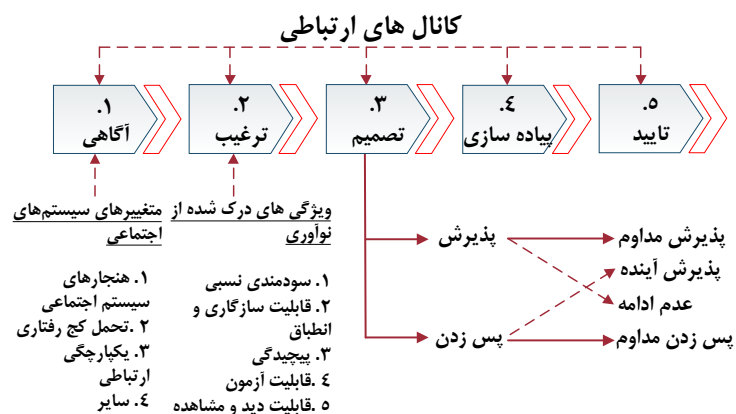 کانال های ارتباطی
۱.
آگاهی
۲.
ترغیب
۳.
تصمیم
۴.
پیاده سازی
۵.
تایید
متغییرهای سیستم‌های
اجتماعی
۱. هنجارهای
سیستم اجتماعی
۲ .تحمل کج رفتاری
۳. یکپارچگی
ارتباطی
۴. سایر
ویژگی های درک شده از
نوآوری
۱. سودمندی نسبی
۲. قابلیت سازگاری و
انطباق
۳. پیچیدگی
۴ .قابلیت آزمون
۵ .قابلیت دید و مشاهده
پذیرش
پس زدن
پذیرش مداوم
پذیرش آینده
عدم ادامه
پس زدن مداوم